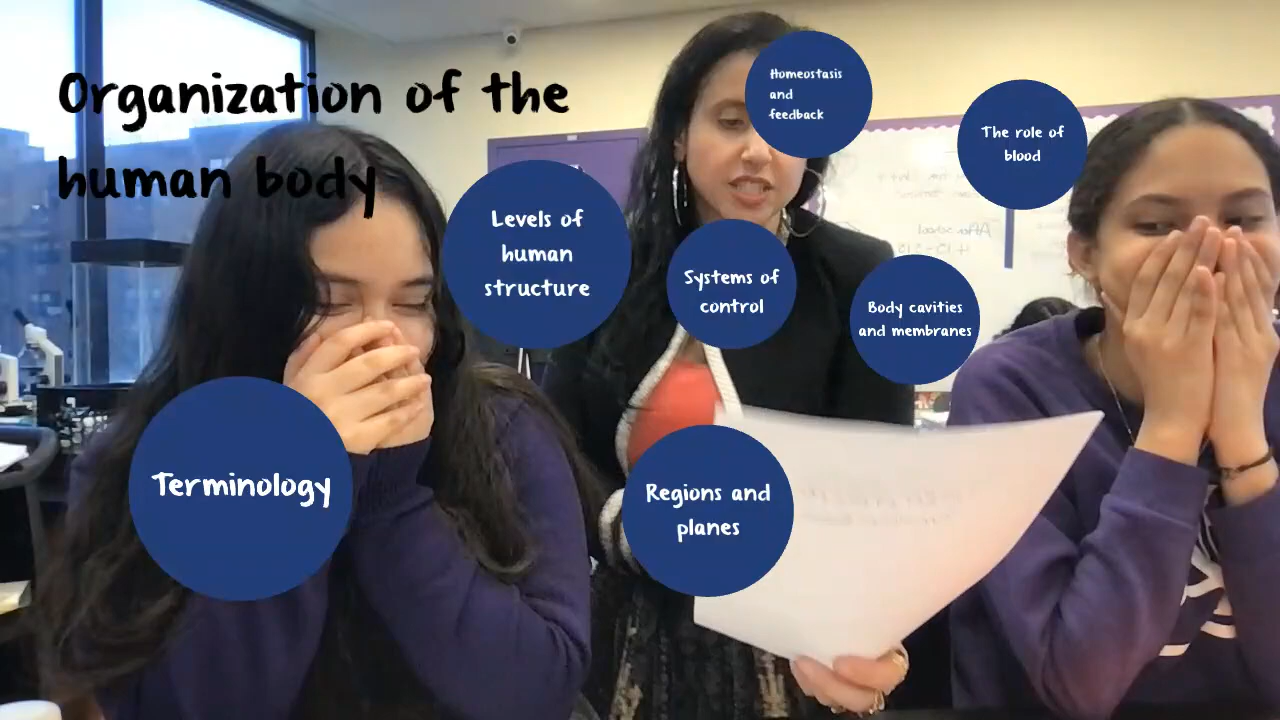 Organization of the
human body
Homeostasis
and
feedback
The role of
blood
Levels of
human
structure
Systems of
control
Body cavities
and membranes
Terminology
Regions and
planes